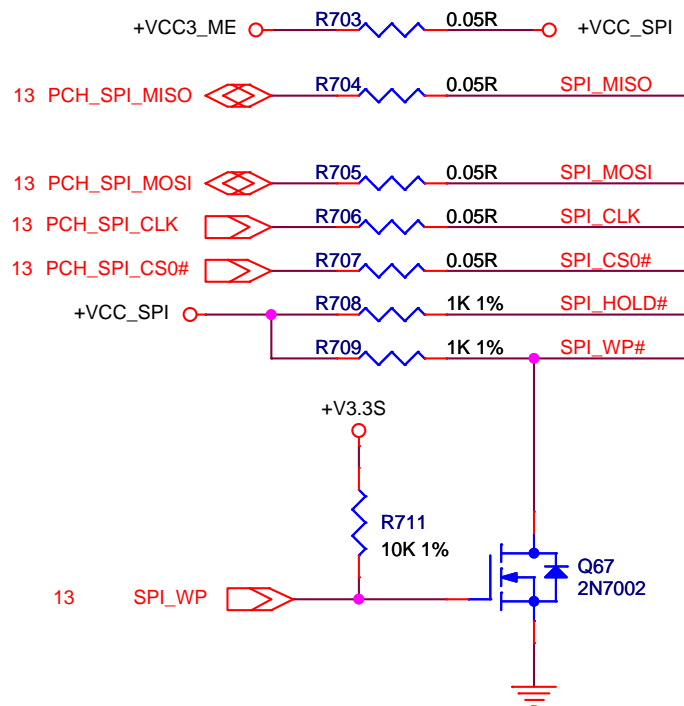 +VCC3_ME R703 0.05R +VCC_SPI
13 PCH_SPI_MISO R704 0.05R SPI_MISO
13 PCH_SPI_MOSI R705 0.05R SPI_MOSI
13 PCH_SPI_CLK R706 0.05R SPI_CLK
13 PCH_SPI_CS0# R707 0.05R SPI_CS0#
+VCC_SPI R708 1K 1% SPI_HOLD#
R709 1K 1% SPI_WP#
+V3.3S
R711
10K 1%
Q67
2N7002
13 SPI_WP